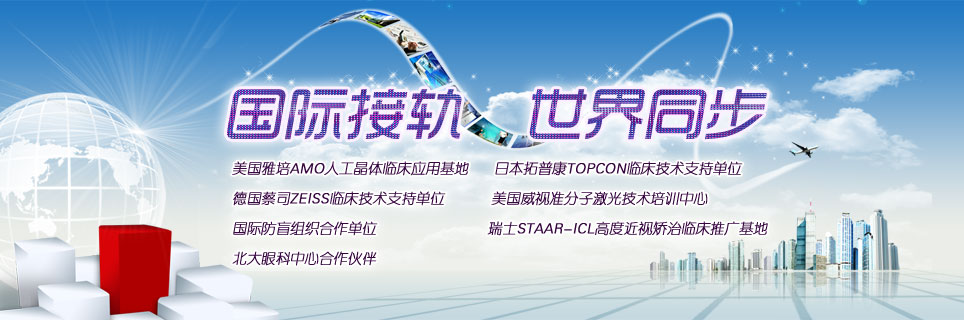 国际接轨 世界同步
美国雅培AMO人工晶体临床应用基地 日本拓普康TOPCON临床技术支持单位
德国蔡司ZEISS临床技术支持单位 美国威视准分子激光技术培训中心
国际防盲组织合作单位 瑞士STAAR-ICL高度近视矫治临床推广基地
北大眼科中心合作伙伴